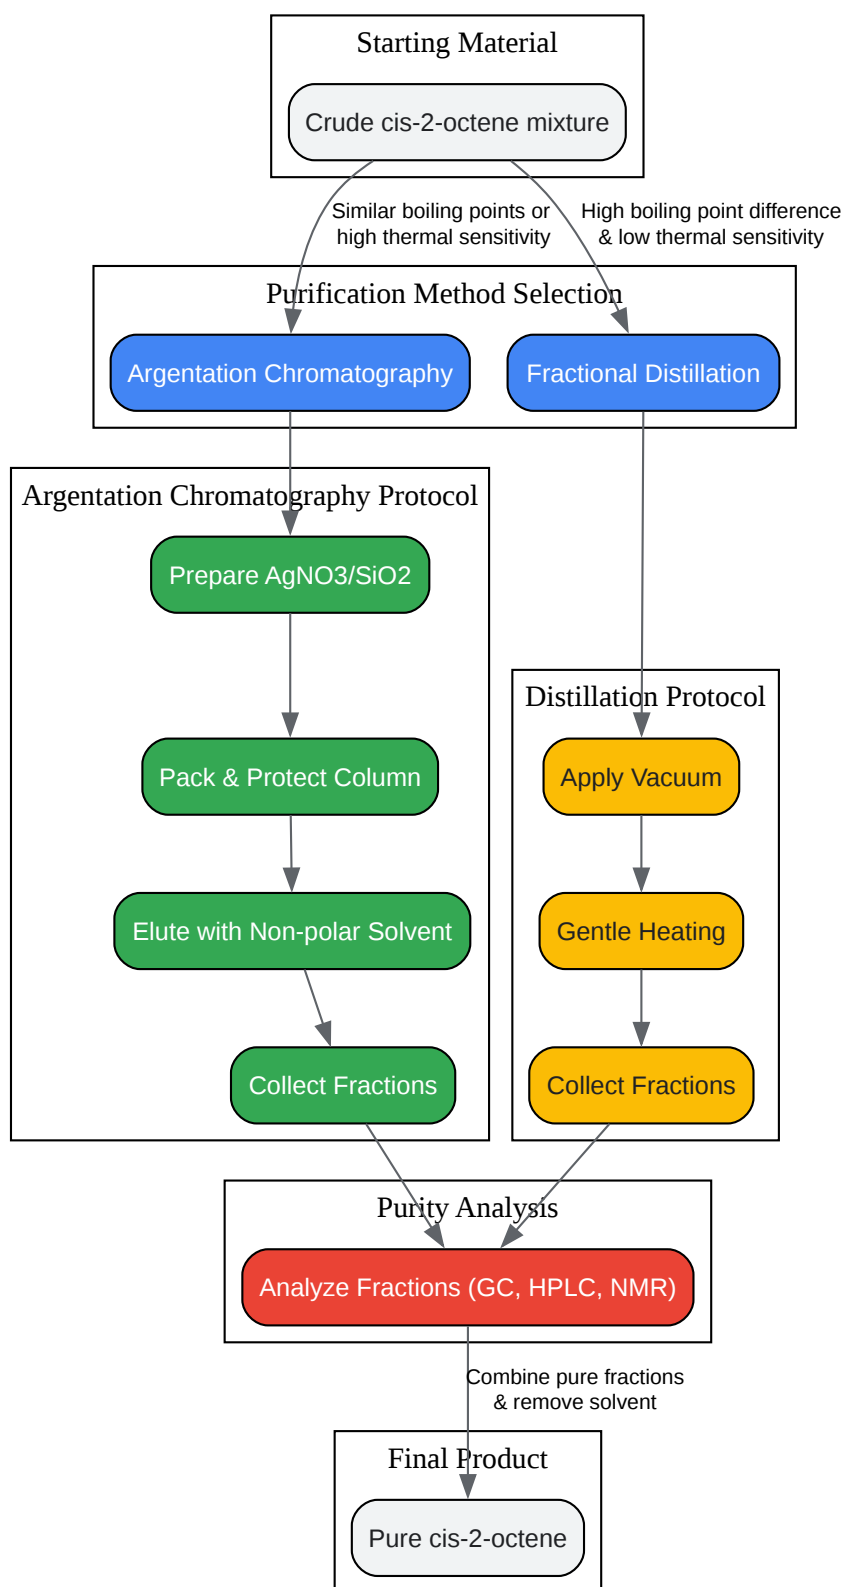 Starting Material
Crude cis-2-octene mixture
Similar boiling points or
high thermal sensitivity
High boiling point difference
& low thermal sensitivity
Purification Method Selection
Argentation Chromatography
Fractional Distillation
Argentation Chromatography Protocol
Prepare AgNO3/SiO2
Distillation Protocol
Pack & Protect Column
Apply Vacuum
Elute with Non-polar Solvent
Gentle Heating
Collect Fractions
Collect Fractions
Purity Analysis
Analyze Fractions (GC, HPLC, NMR)
Combine pure fractions
& remove solvent
Final Product
Pure cis-2-octene